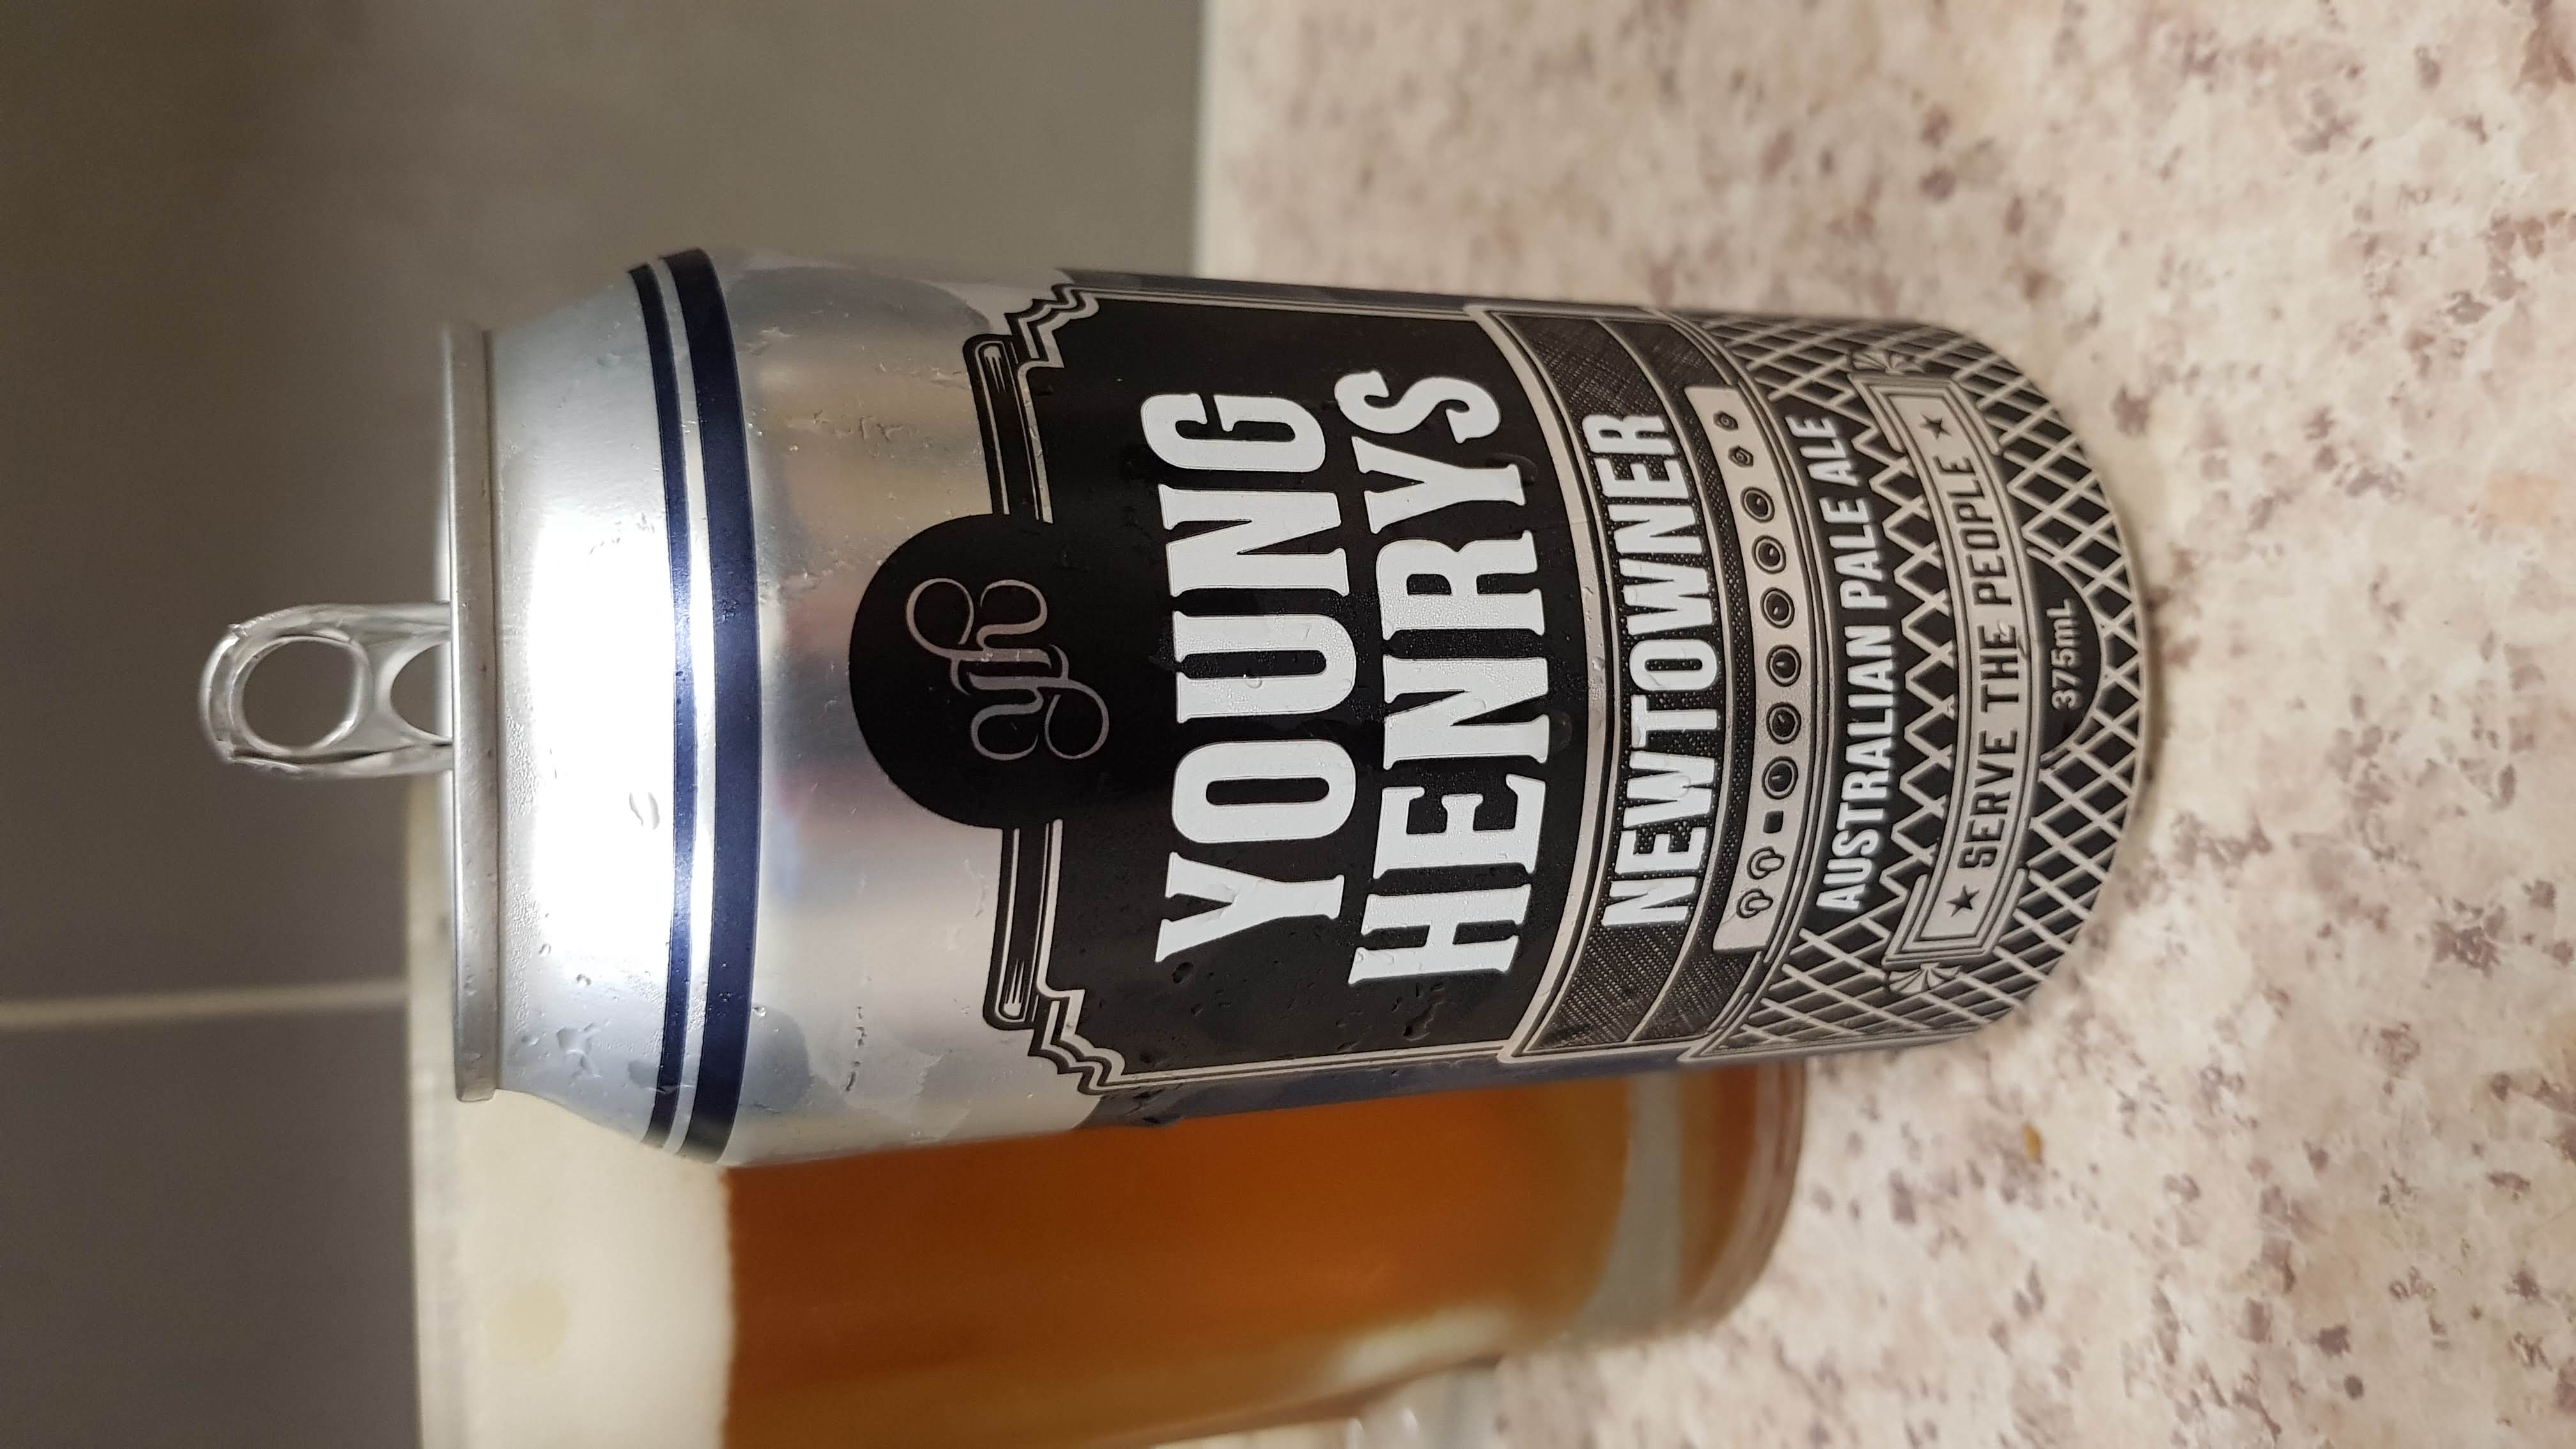 yh
YOUNG
HENRYS
NEWTOWNER
AUSTRALIAN PALE ALE
★ SERVE THE PEOPLE ★
375mL